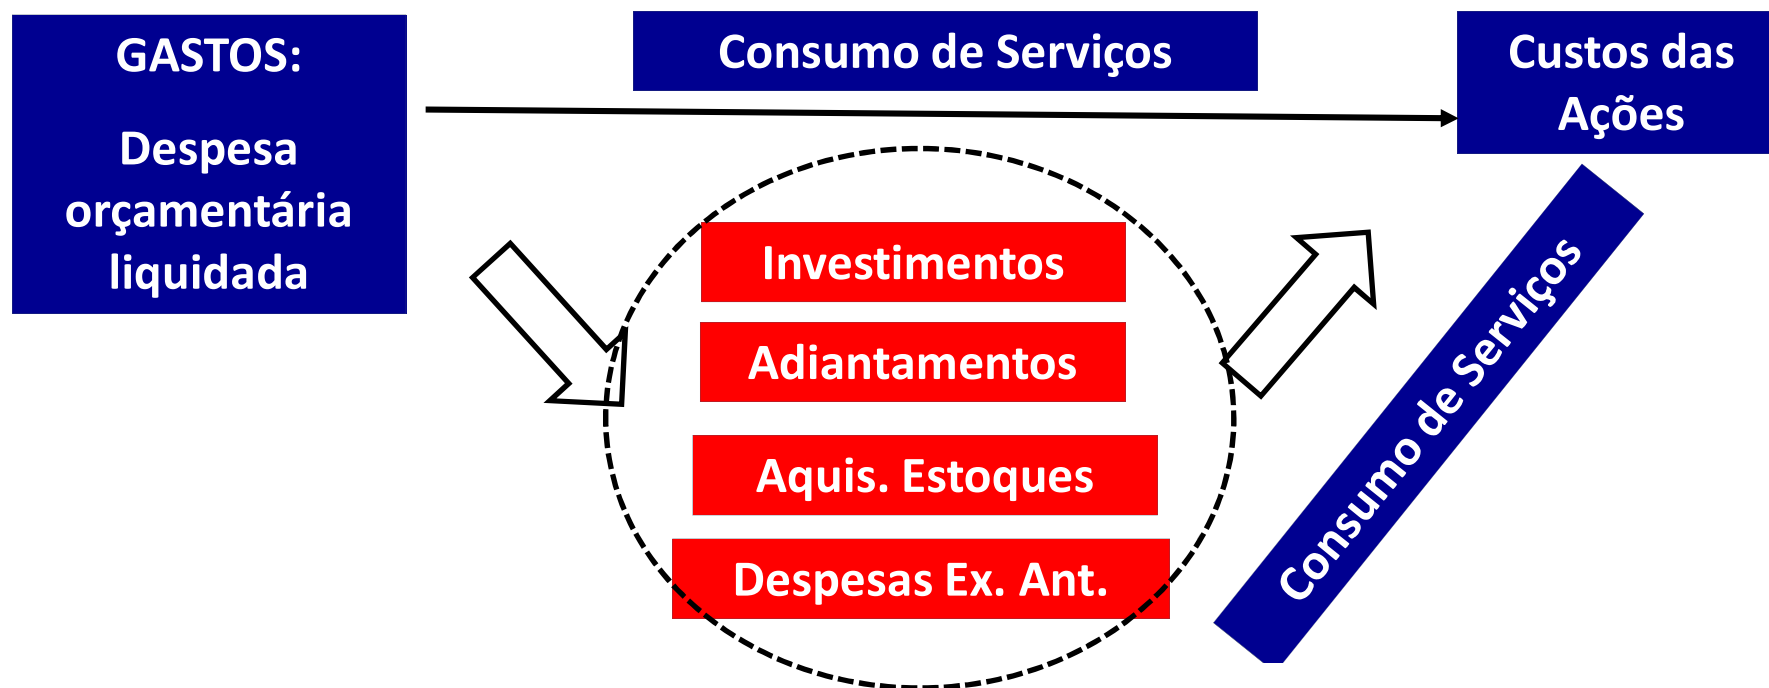 GASTOS:
Despesa
orçamentária
liquidada
Consumo de Serviços
Custos das
Ações
Investimentos
Adiantamentos
Aquis. Estoques
Despesas Ex. Ant.
Consumo de Serviços